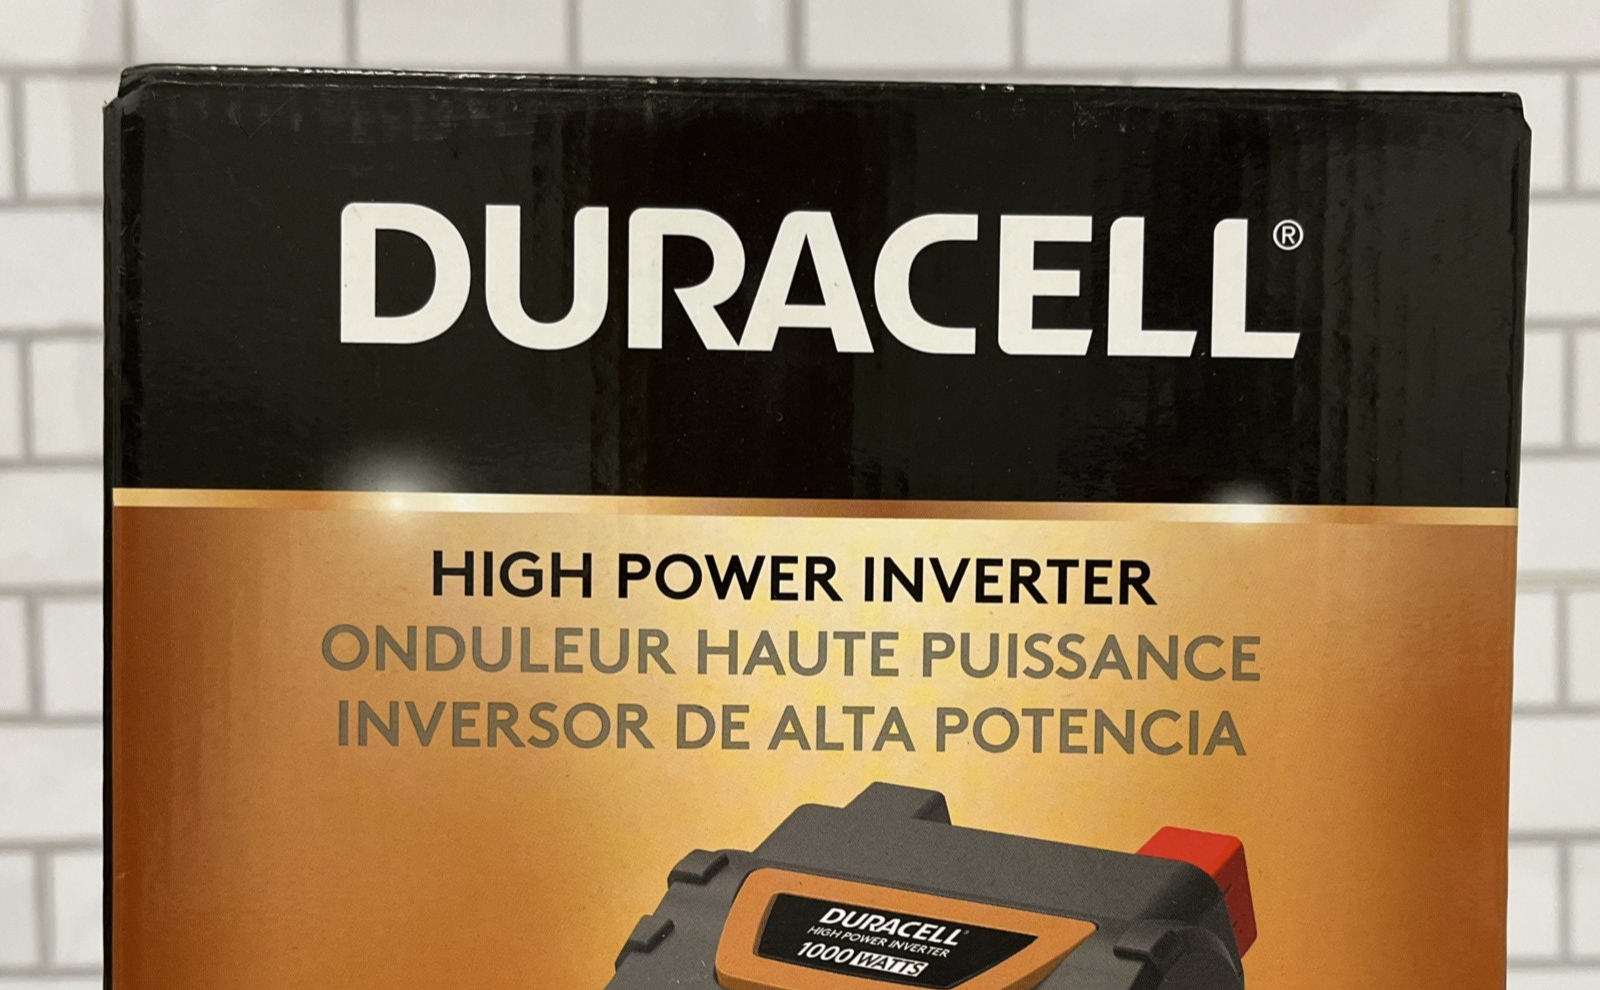 DURACELL®
HIGH POWER INVERTER
ONDULEUR HAUTE PUISSANCE
INVERSOR DE ALTA POTENCIA
DURACELL®
HIGH POWER INVERTER
1000 WATTS